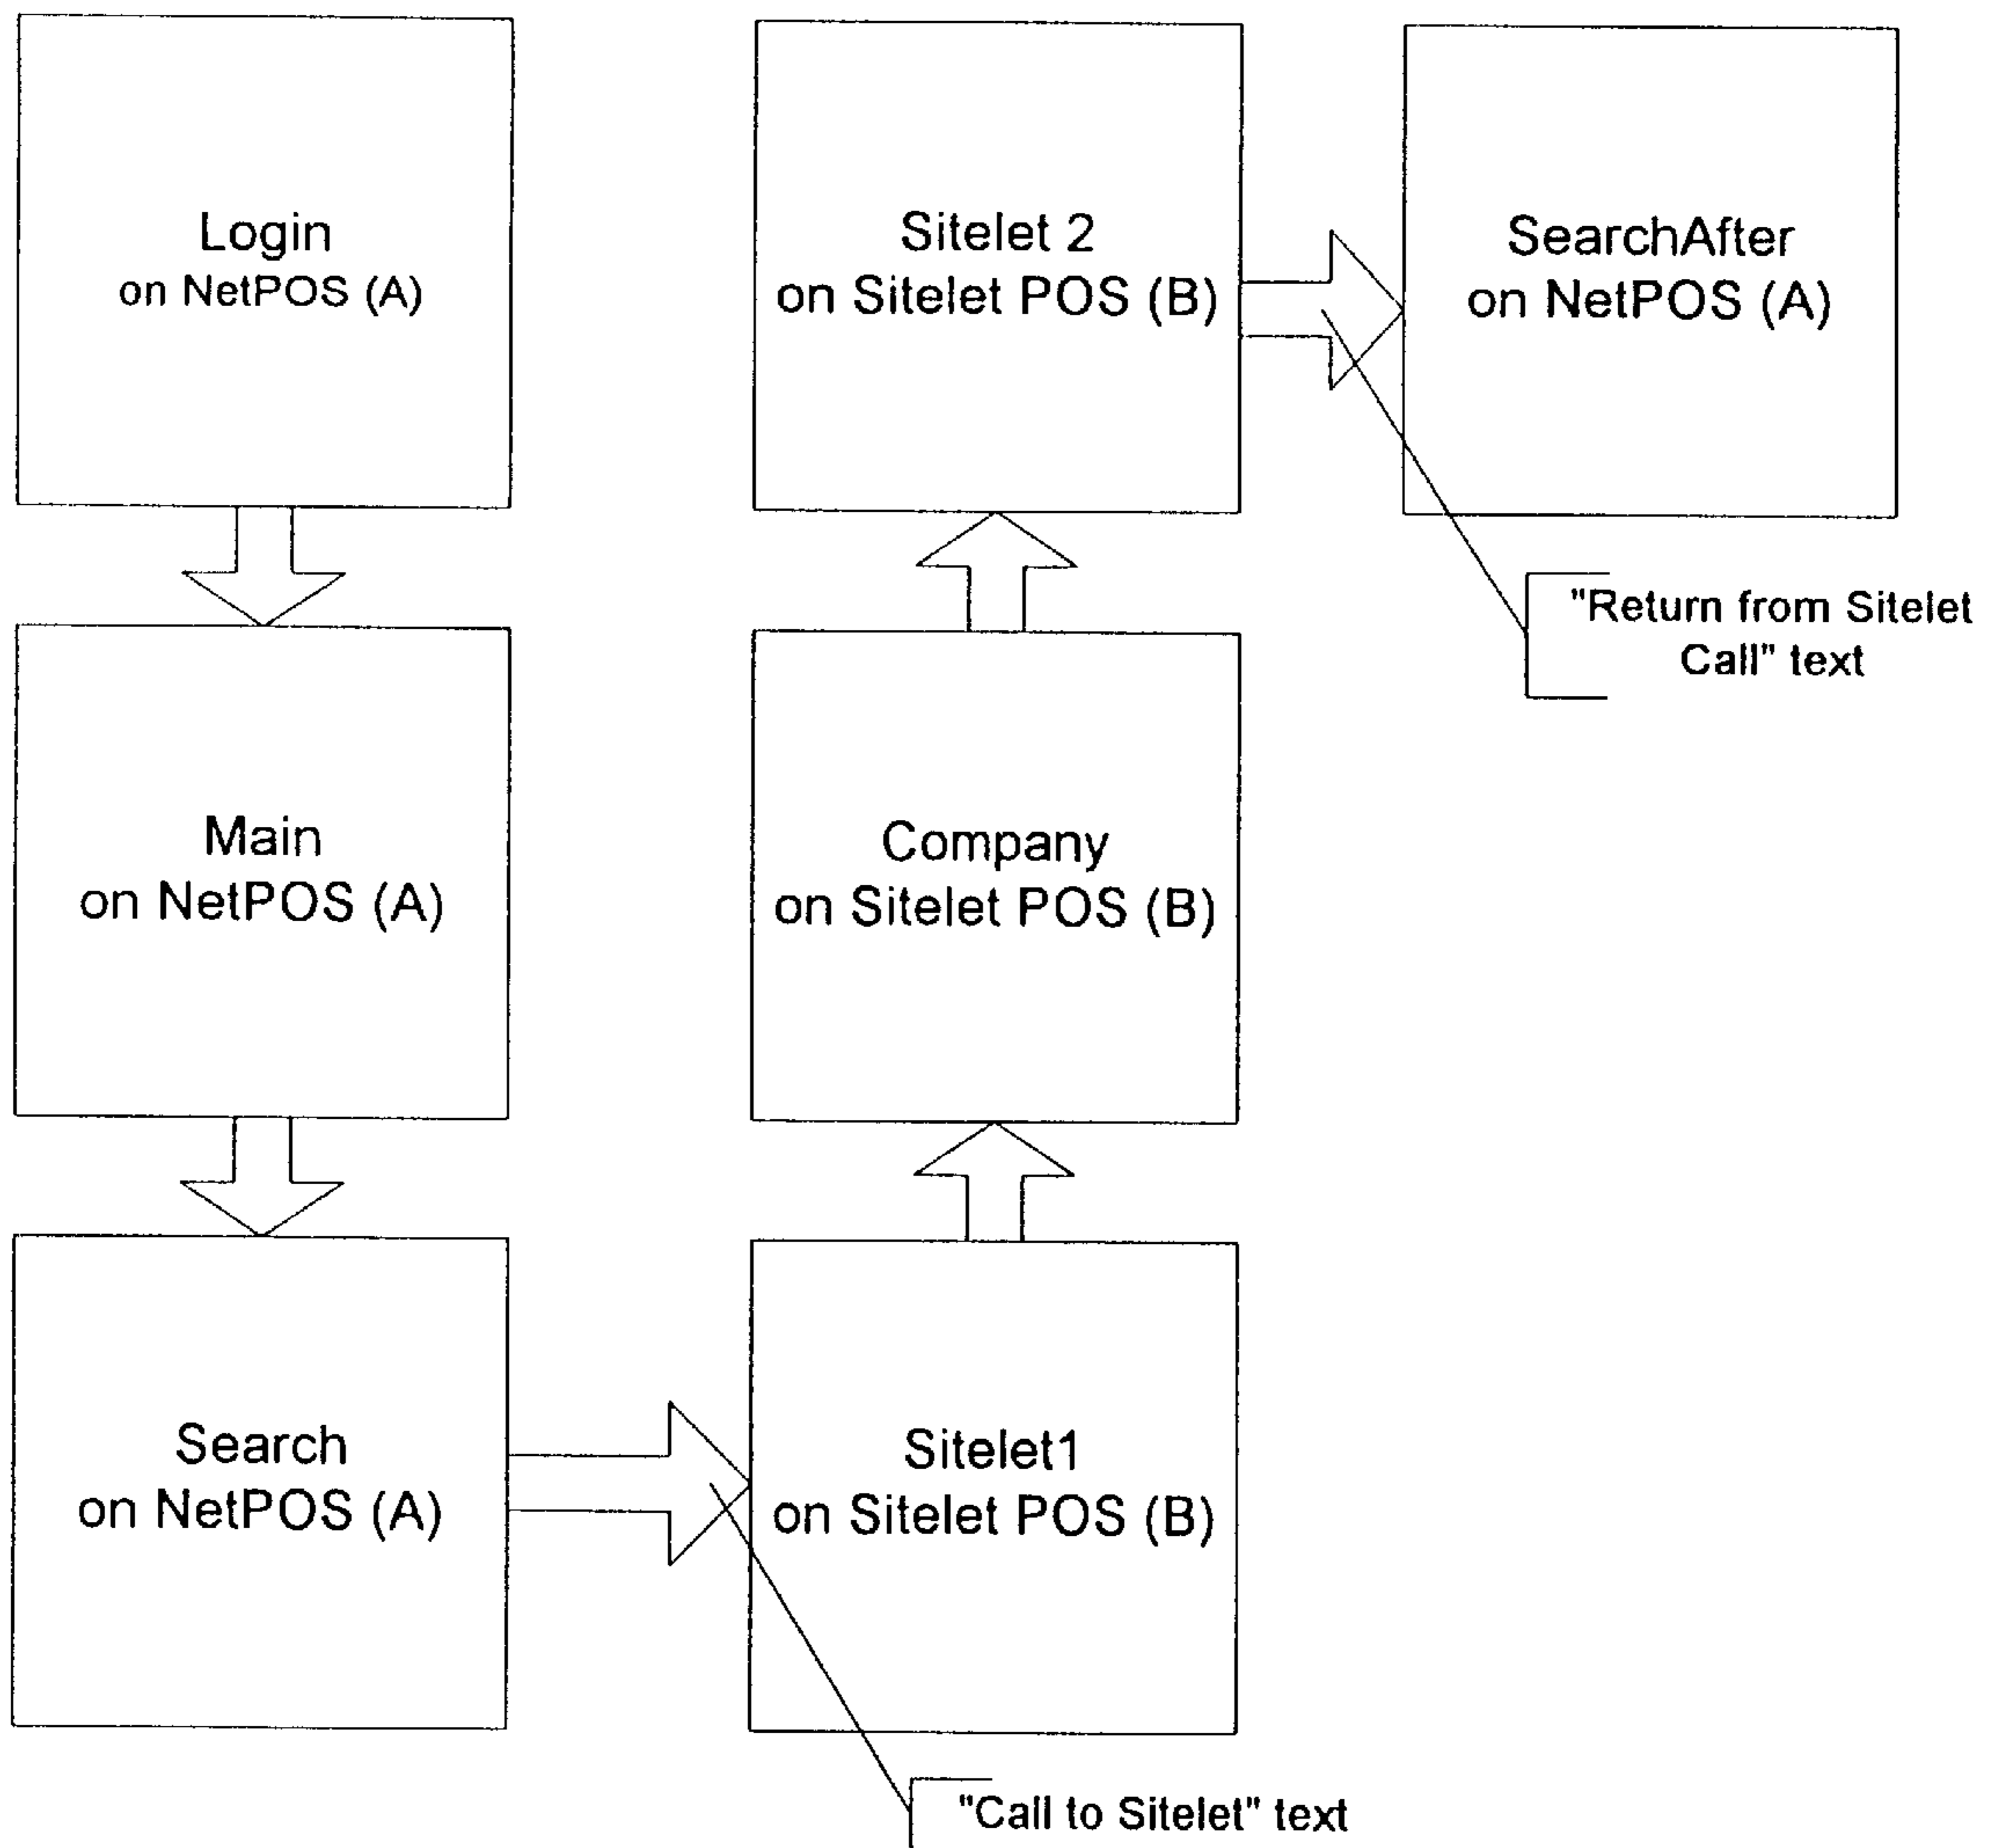 Login
on NetPOS (A)
Main
on NetPOS (A)
Search
on NetPOS (A)
"Call to Sitelet" text
Sitelet1
on Sitelet POS (B)
Company
on Sitelet POS (B)
Sitelet 2
on Sitelet POS (B)
"Return from Sitelet
Call" text
SearchAfter
on NetPOS (A)